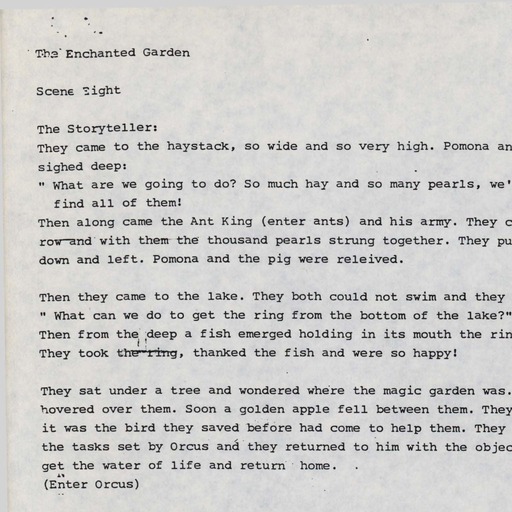 The Enchanted Garden
Scene Eight
The Storyteller:
They came to the haystack, so wide and so very high. Pomona an
sighed deep:
" What are we going to do? So much hay and so many pearls, we'
find all of them!
Then along came the Ant King (enter ants) and his army. They c
row and with them the thousand pearls strung together. They pu
down and left. Pomona and the pig were releived.
Then they came to the lake. They both could not swim and they
" What can we do to get the ring from the bottom of the lake?"
Then from the deep a fish emerged holding in its mouth the rin
They took the ring, thanked the fish and were so happy!
They sat under a tree and wondered where the magic garden was.
hovered over them. Soon a golden apple fell between them. They
it was the bird they saved before had come to help them. They
the tasks set by Orcus and they returned to him with the objec
get the water of life and return home. .
(Enter Orcus)